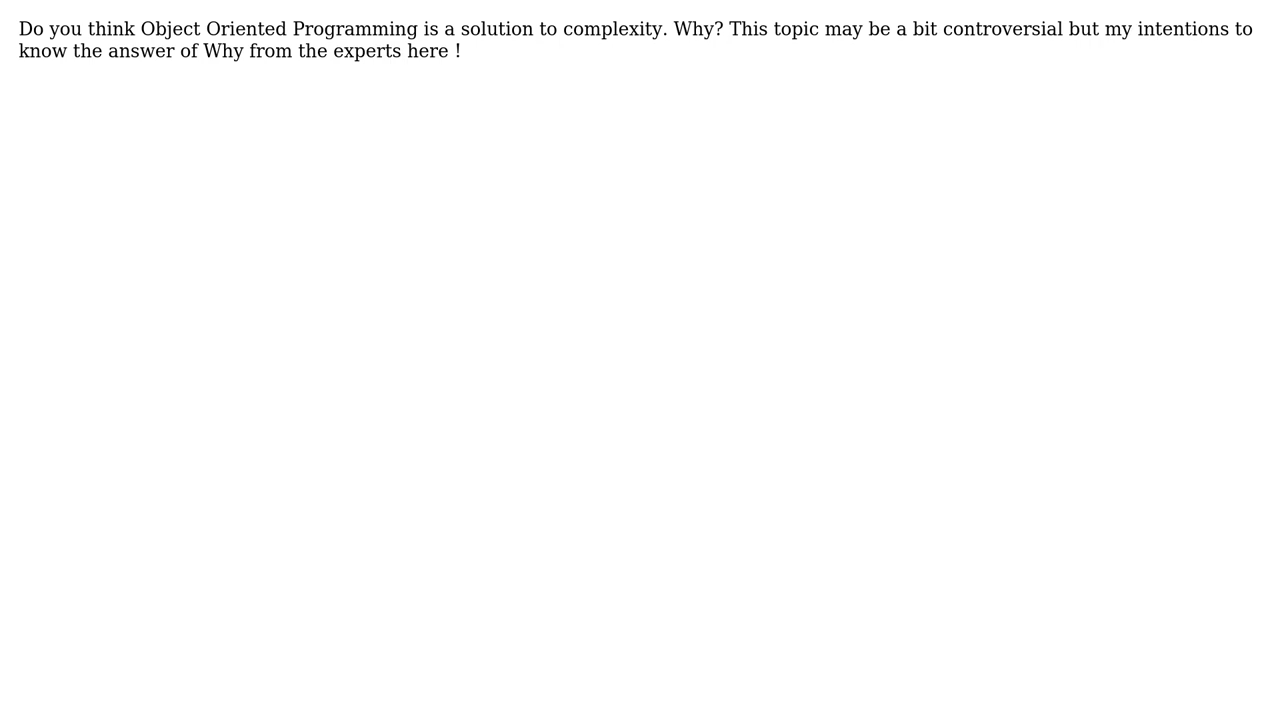 Do you think Object Oriented Programming is a solution to complexity. Why? This topic may be a bit controversial but my intentions to
know the answer of Why from the experts here !